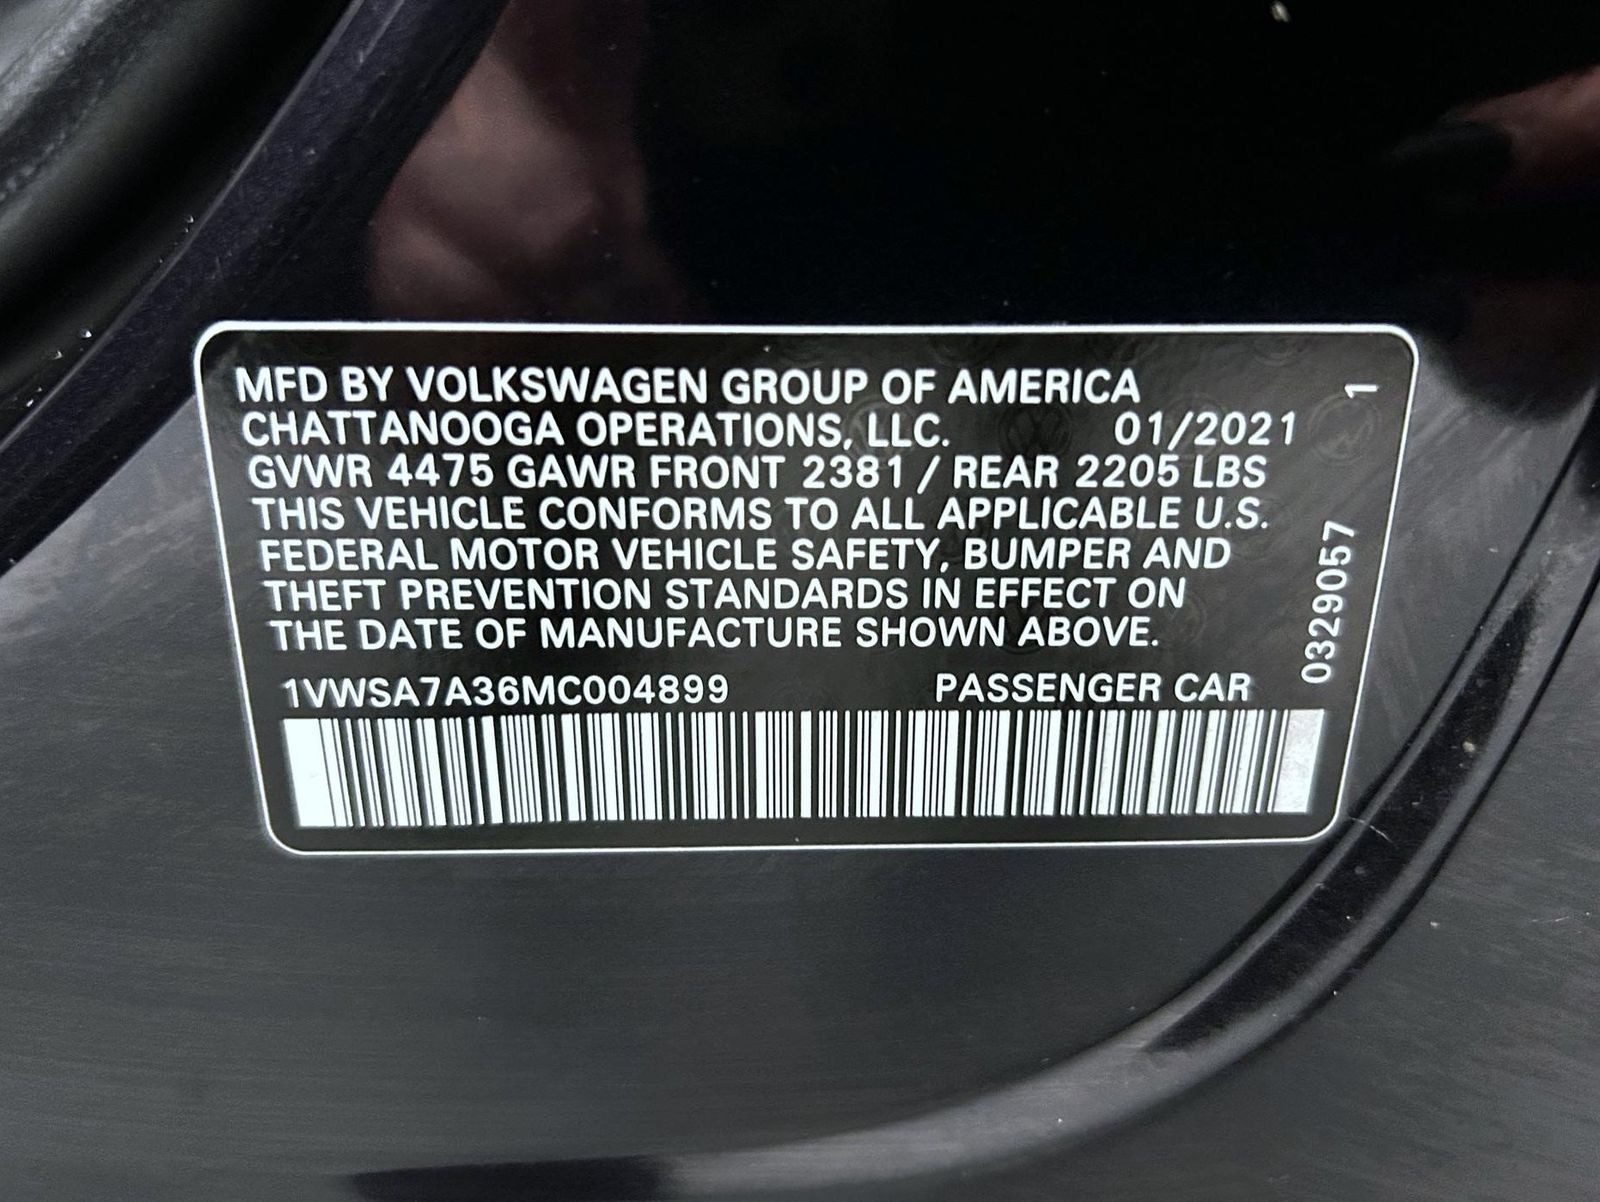 MFD BY VOLKSWAGEN GROUP OF AMERICA
CHATTANOOGA OPERATIONS, LLC. 01/2021
GVWR 4475 GAWR FRONT 2381 / REAR 2205 LBS
THIS VEHICLE CONFORMS TO ALL APPLICABLE U.S.
FEDERAL MOTOR VEHICLE SAFETY, BUMPER AND
THEFT PREVENTION STANDARDS IN EFFECT ON
THE DATE OF MANUFACTURE SHOWN ABOVE.
1VWSA7A36MC004899 PASSENGER CAR
0329057 1